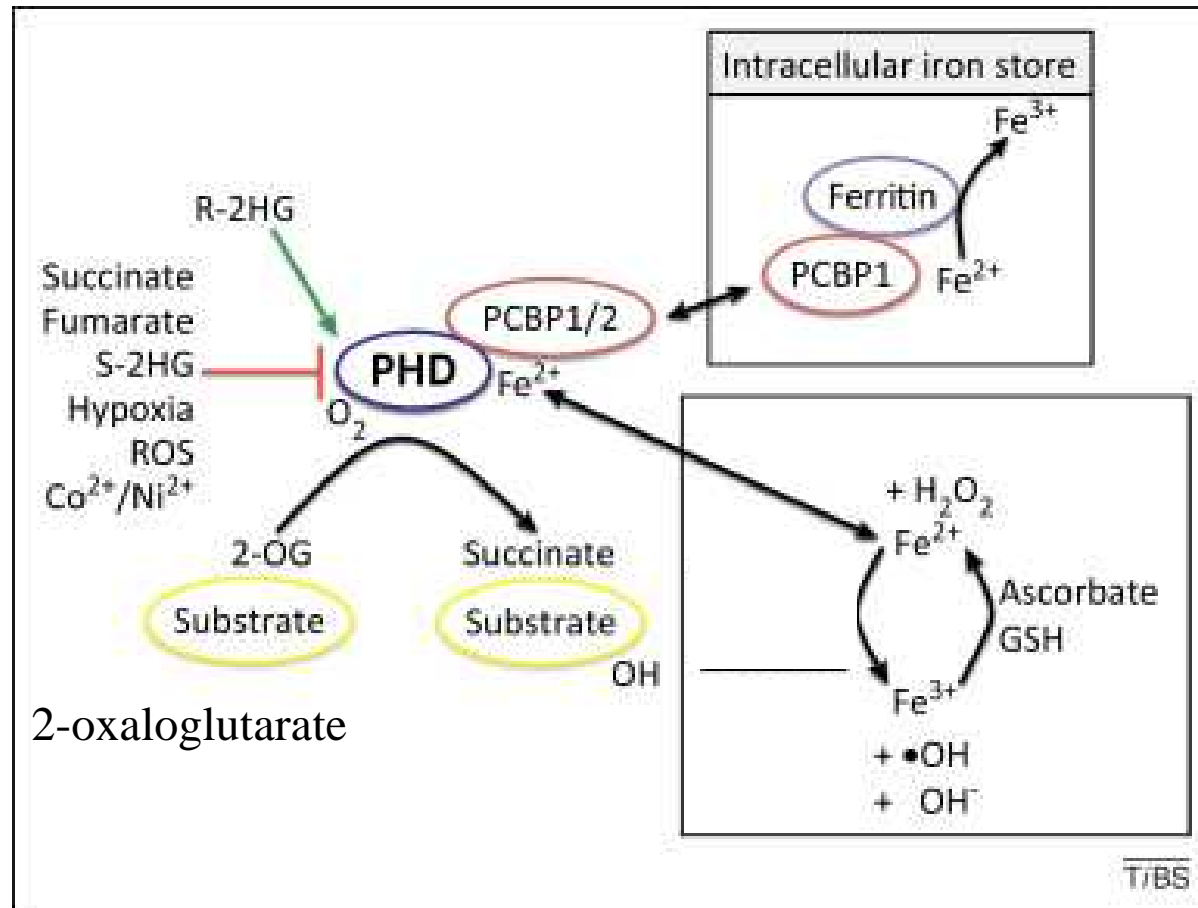 Intracellular iron store
Fe³⁺
Ferritin
PCBP1
Fe²⁺
R-2HG
Succinate
Fumarate
S-2HG
Hypoxia
ROS
Co²⁺/Ni²⁺
PCBP1/2
PHD
Fe²⁺
O₂
2-OG
Succinate
Substrate
Substrate
OH
2-oxaloglutarate
+ H₂O₂
Fe²⁺
Ascorbate
GSH
Fe³⁺
+ •OH
+ OH⁻
TiBS